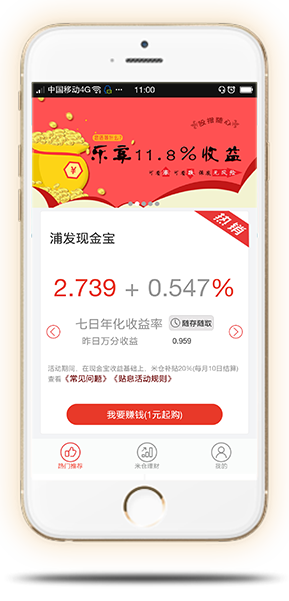 中国移动4G ... 11:00
投得随心
乐享11.8%收益
热销
浦发现金宝
2.739 + 0.547%
七日年化收益率 随存随取
昨日万分收益 0.959
活动期间，在现金宝收益基础上，米仓补贴20%(每月10日结算)
查看《常见问题》《贴息活动规则》
我要赚钱(1元起购)
热门推荐 米仓理财 我的